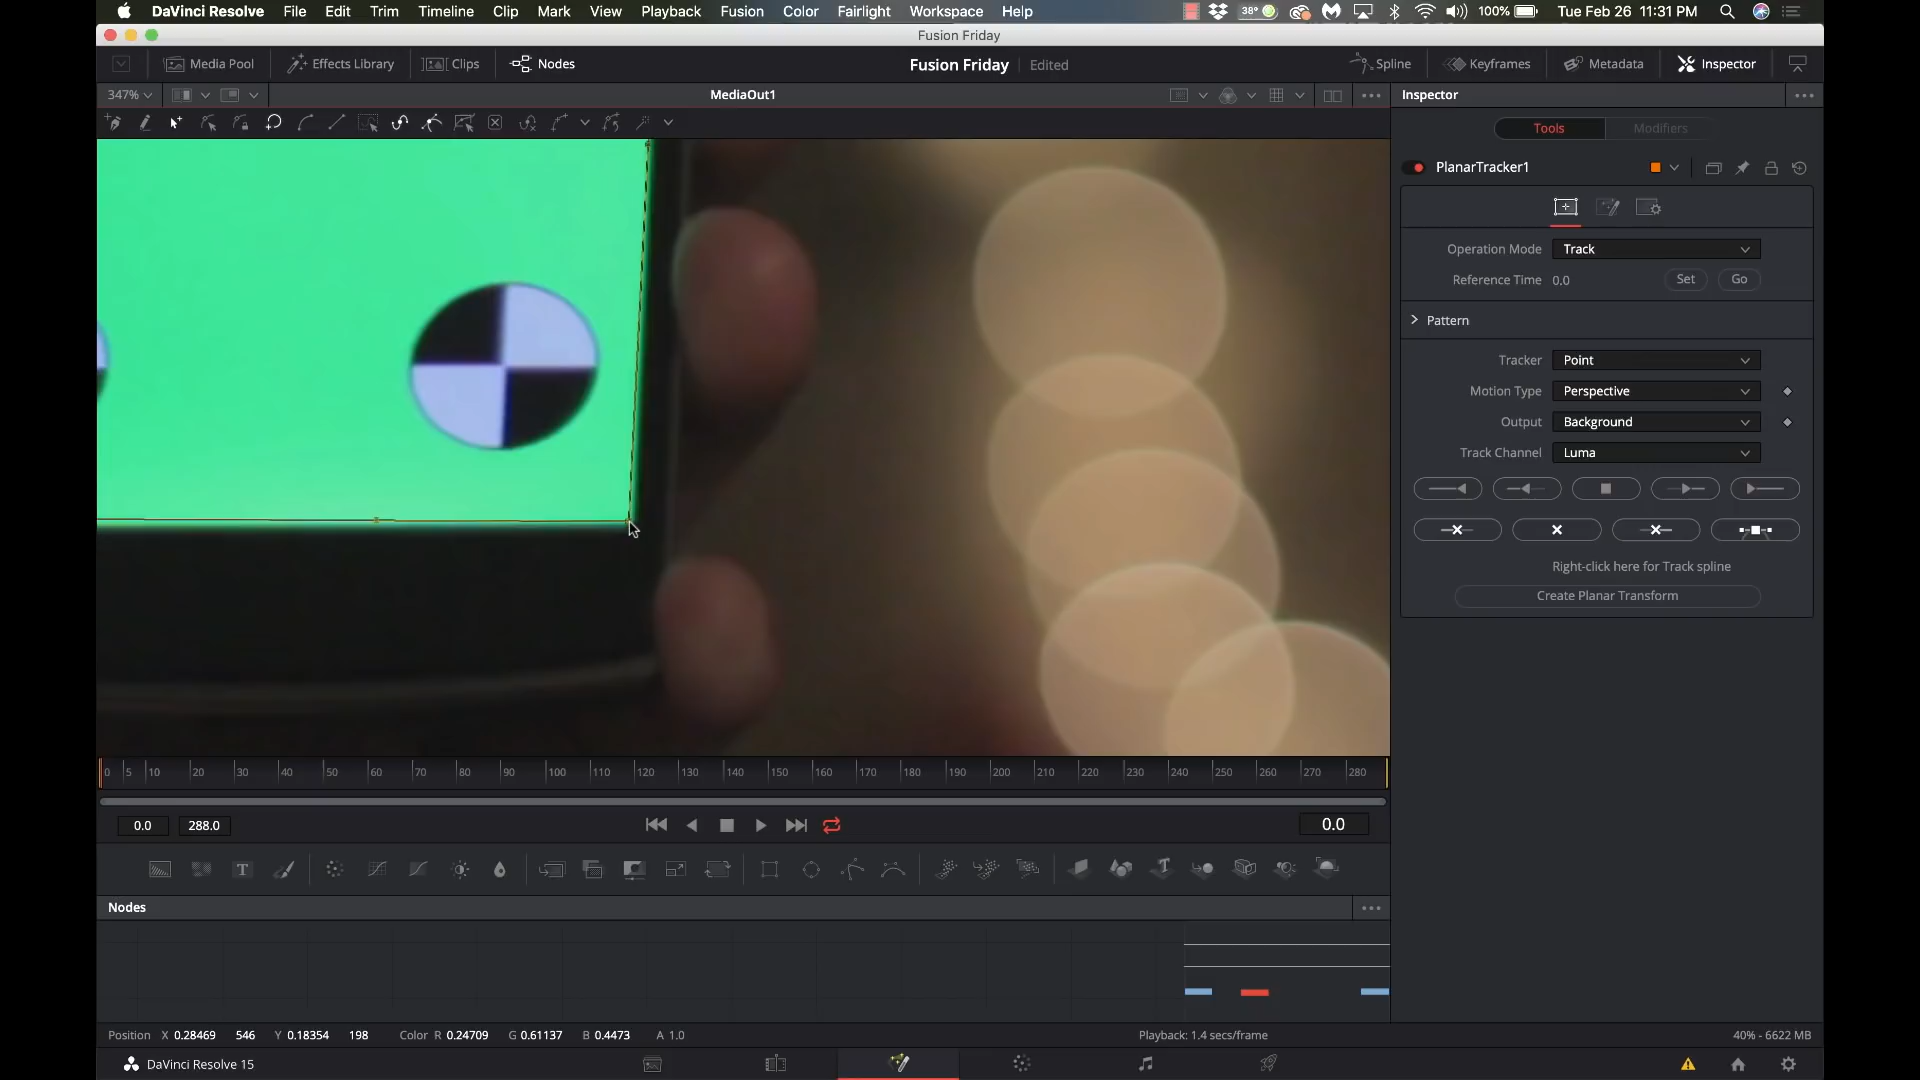 DaVinci Resolve File Edit Trim Timeline Clip Mark View Playback Fusion Color Fairlight Workspace Help 38° 100% Tue Feb 26 11:31 PM
Fusion Friday
Media Pool Effects Library Clips Nodes Fusion Friday Edited Spline Keyframes Metadata Inspector
347% MediaOut1 Inspector
Tools Modifiers
PlanarTracker1
Operation Mode Track
Reference Time 0.0 Set Go
Pattern
Tracker Point
Motion Type Perspective
Output Background
Track Channel Luma
Right-click here for Track spline
Create Planar Transform
0 5 10 20 30 40 50 60 70 80 90 100 110 120 130 140 150 160 170 180 190 200 210 220 230 240 250 260 270 280
0.0 288.0 0.0
Nodes
Position X 0.28469 546 Y 0.18354 198 Color R 0.24709 G 0.61137 B 0.4473 A 1.0 Playback: 1.4 secs/frame 40% - 6622 MB
DaVinci Resolve 15